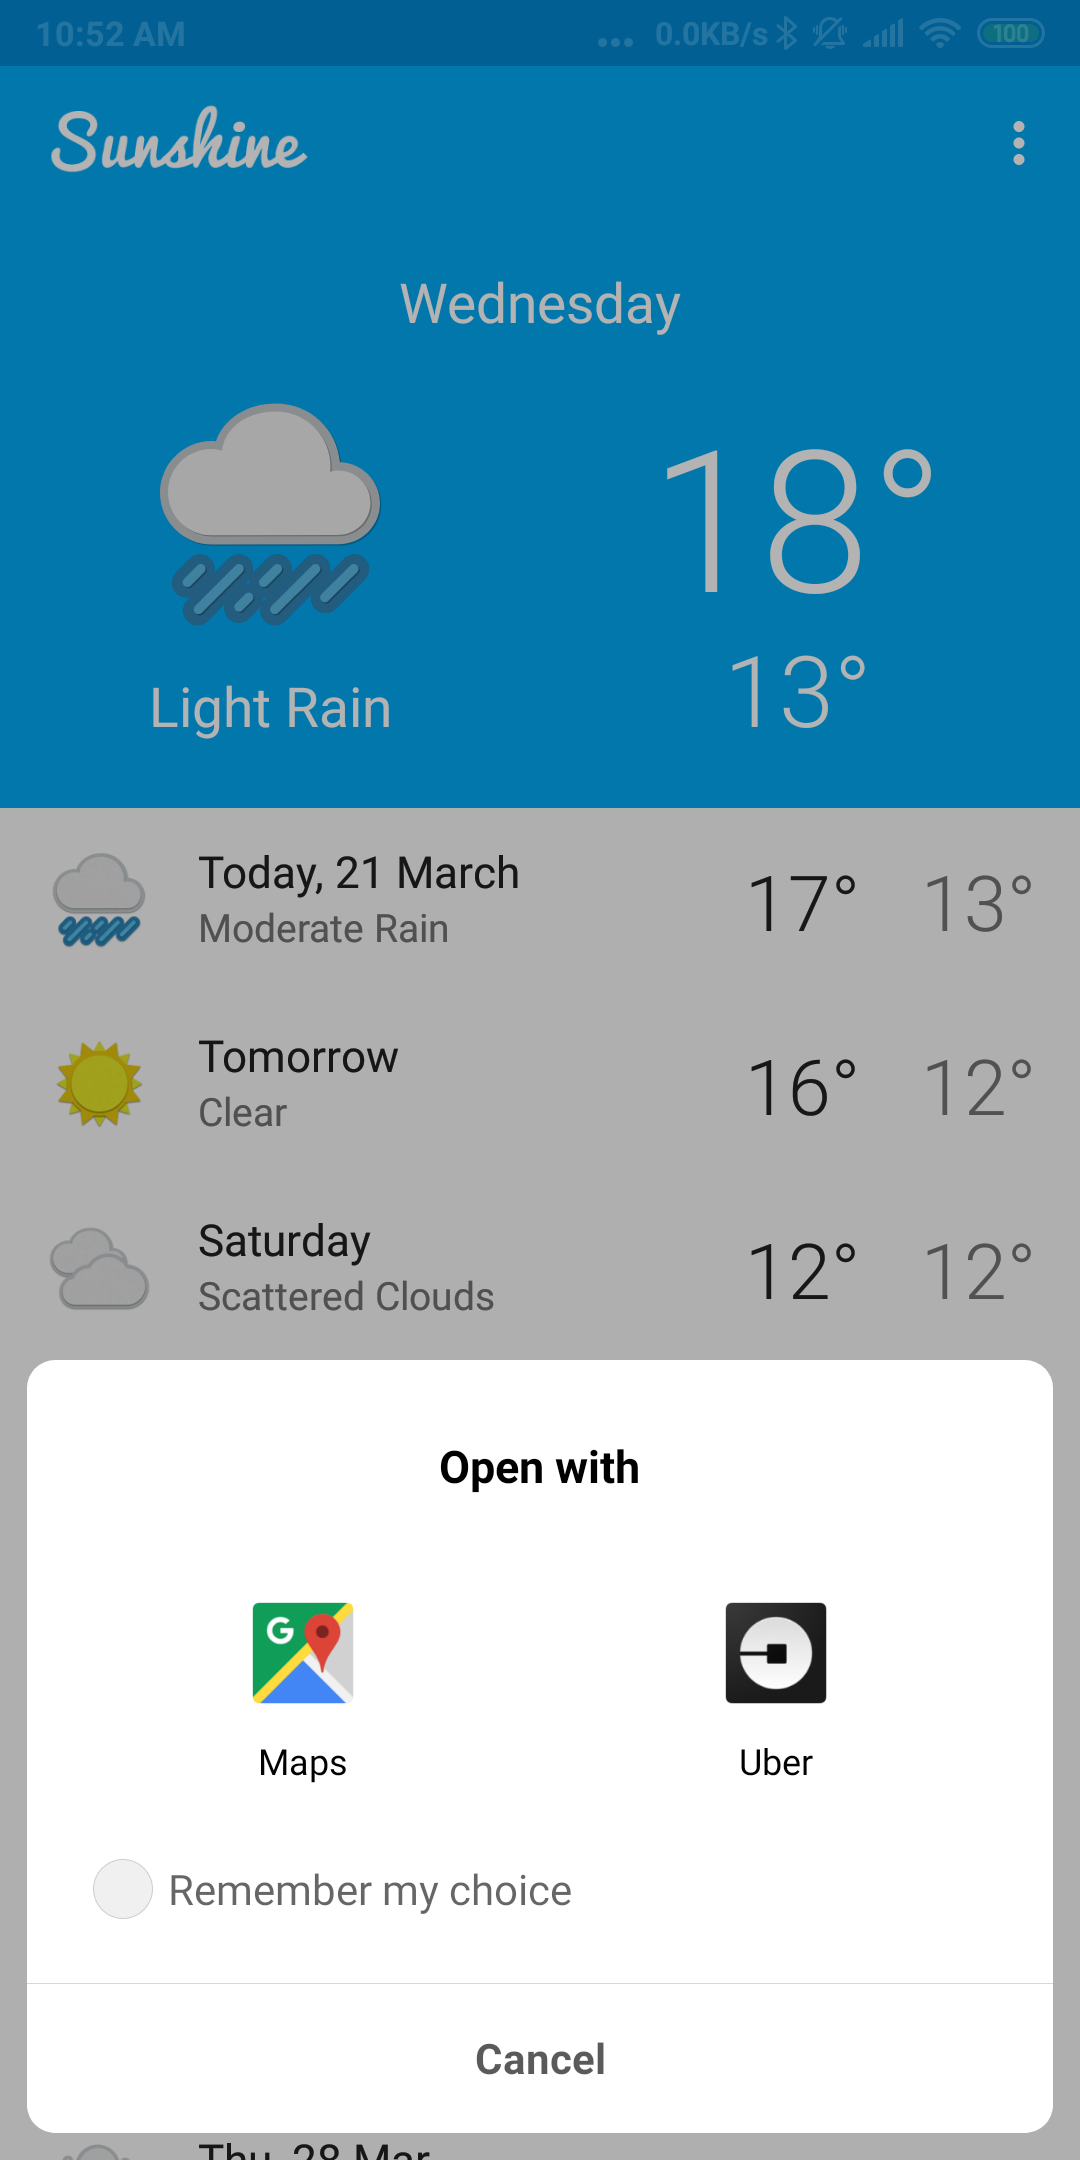 10:52 AM ... 0.0KB/s 100
Sunshine
Wednesday
18°
13°
Light Rain
Today, 21 March
Moderate Rain
17° 13°
Tomorrow
Clear
16° 12°
Saturday
Scattered Clouds
12° 12°
Open with
G
Maps
Uber
Remember my choice
Cancel
Thu, 28 Mar